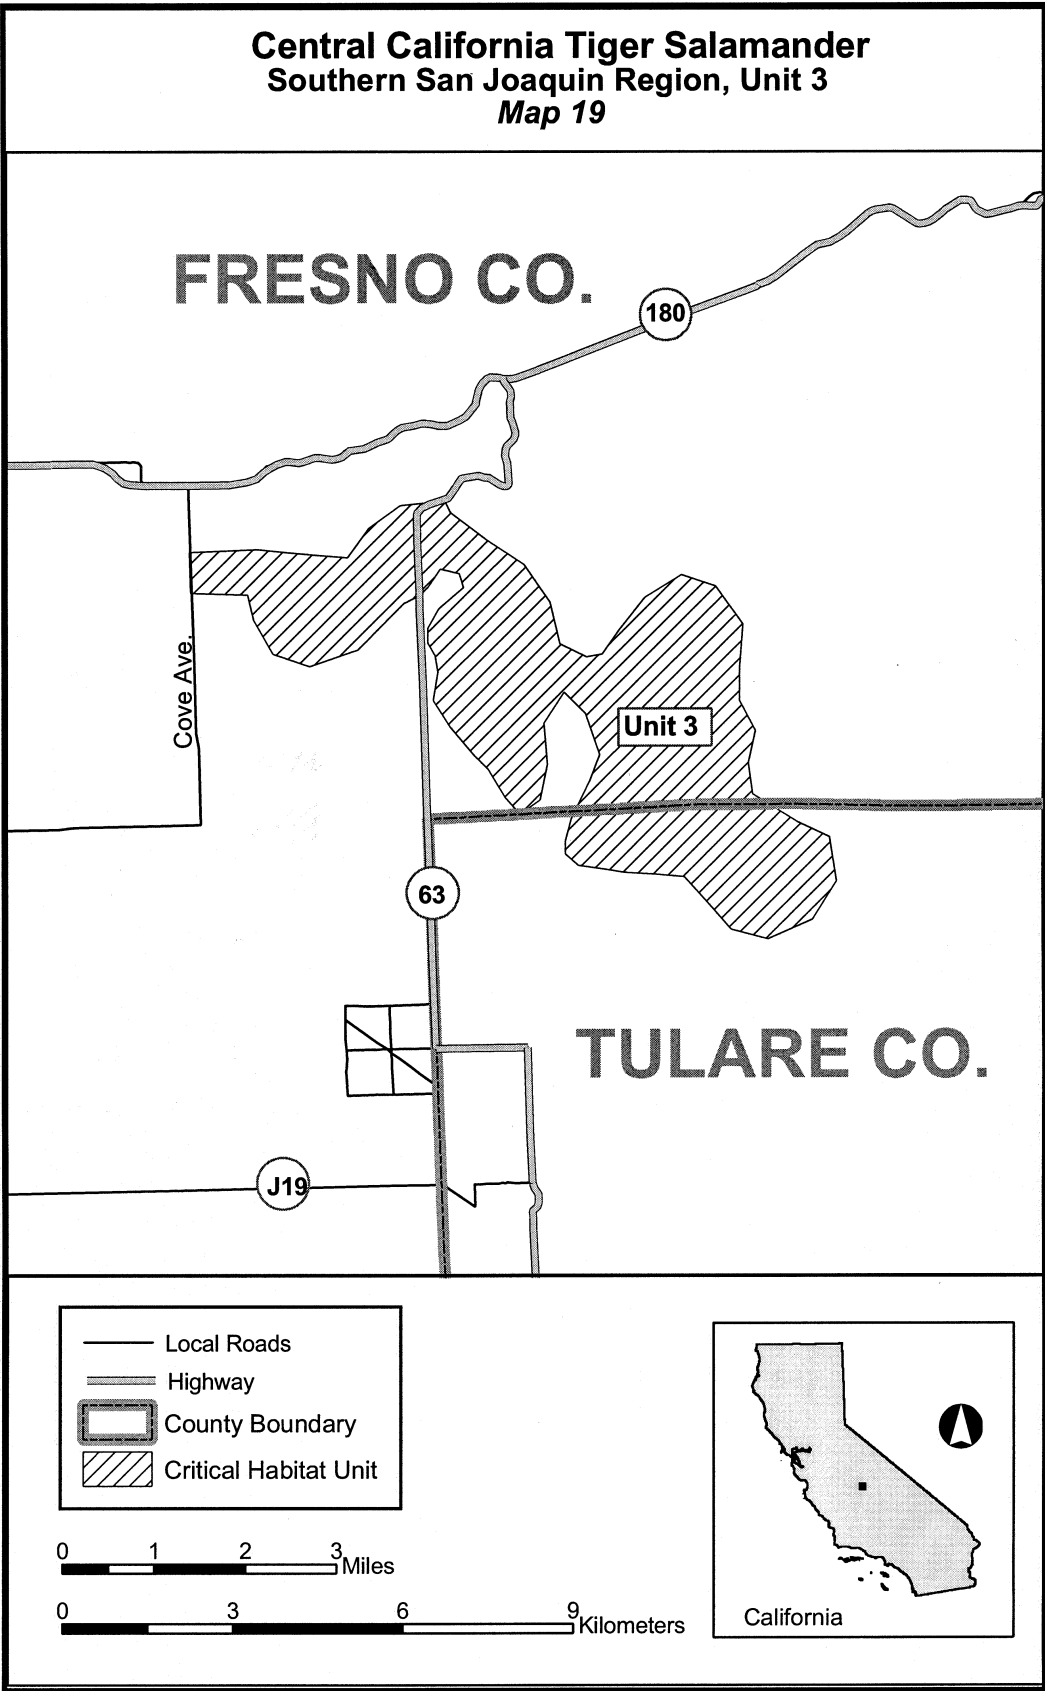 Central California Tiger Salamander
Southern San Joaquin Region, Unit 3
Map 19
FRESNO CO.
180
Cove Ave.
Unit 3
63
TULARE CO.
J19
Local Roads
Highway
County Boundary
Critical Habitat Unit
0 1 2 3 Miles
0 3 6 9 Kilometers
California